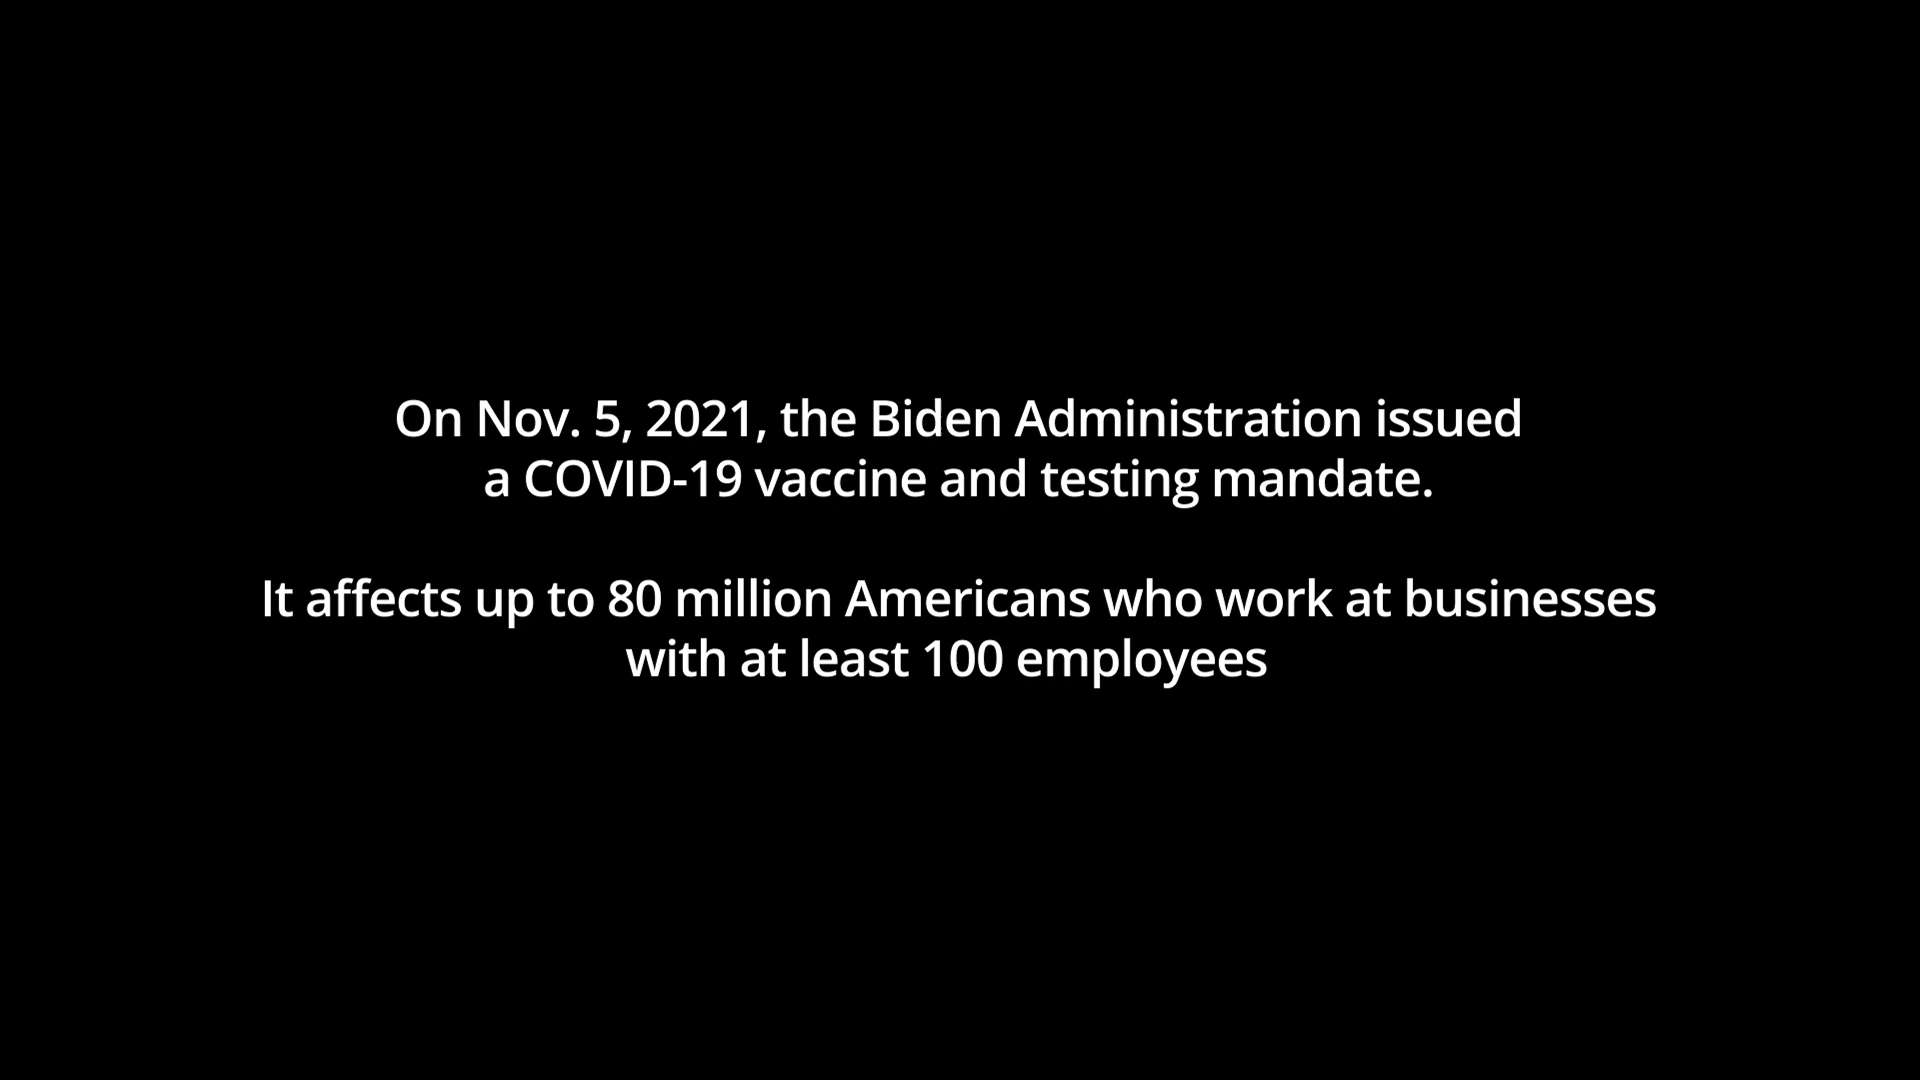 On Nov. 5, 2021, the Biden Administration issued
a COVID-19 vaccine and testing mandate.
It affects up to 80 million Americans who work at businesses
with at least 100 employees